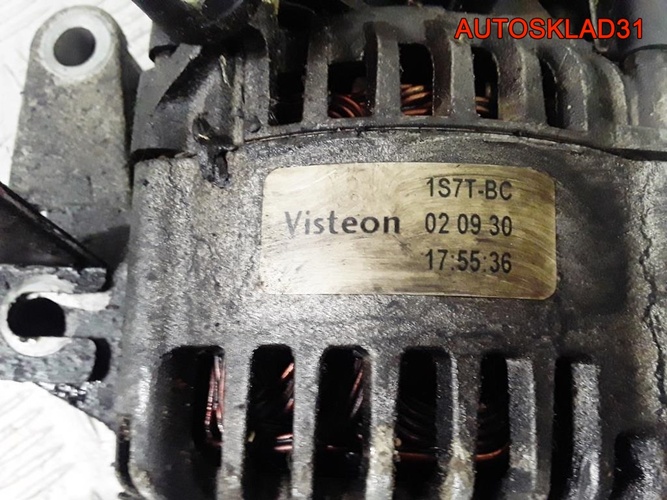 AUTOSKLAD31
1S7T-BC
Visteon 02 09 30
17:55:36